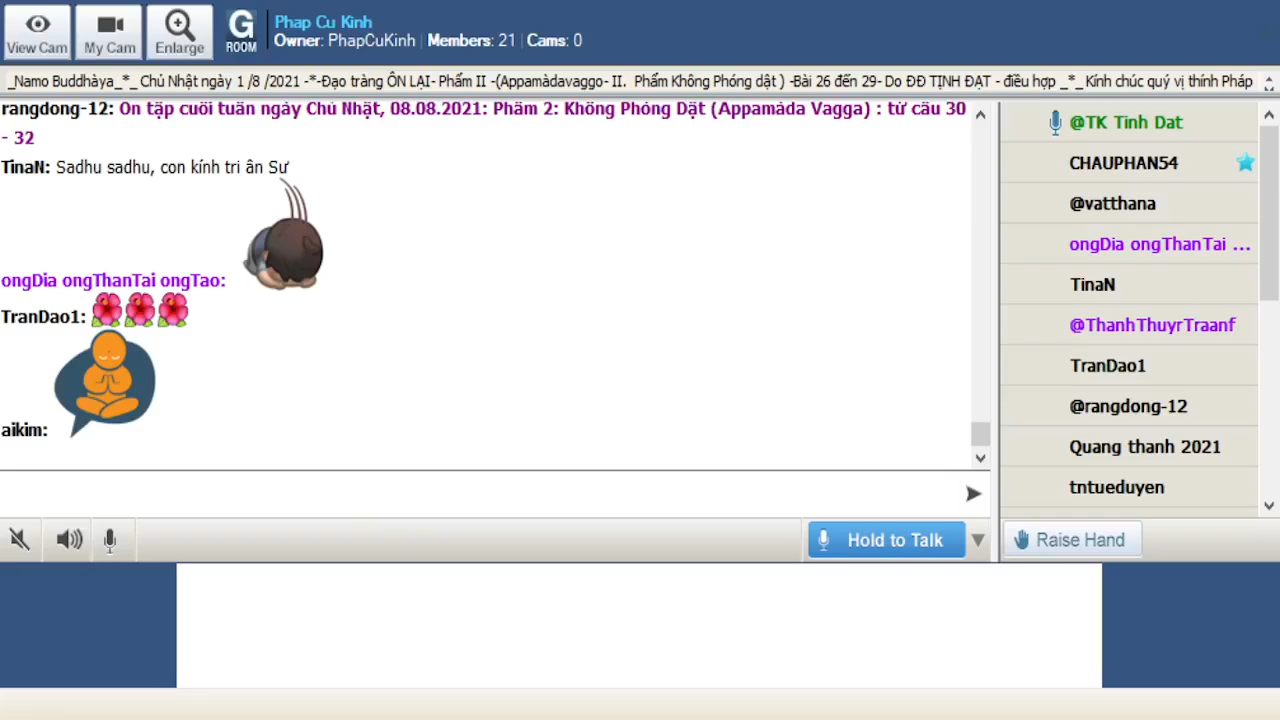 View Cam
My Cam
Enlarge
G
ROOM
Phap Cu Kinh
Owner: PhapCuKinh | Members: 21 | Cams: 0
_Namo Buddhàya_*_ Chủ Nhật ngày 1 /8 /2021 -*-Đạo tràng ÔN LẠI- Phẩm II -(Appamàdavaggo- II. Phẩm Không Phóng dật ) -Bài 26 đến 29- Do ĐĐ TỊNH ĐẠT - điều hợp _*_Kính chúc quý vị thính Pháp
rangdong-12: Ôn tập cuối tuần ngày Chủ Nhật, 08.08.2021: Phẩm 2: Không Phóng Dật (Appamáda Vagga) : từ câu 30
- 32
TinaN: Sadhu sadhu, con kính tri ân Sư
ongDia ongThanTai ongTao:
TranDao1:
aikim:
@TK Tinh Dat
CHAUPHAN54
@vatthana
ongDia ongThanTai ...
TinaN
@ThanhThuyrTraanf
TranDao1
@rangdong-12
Quang thanh 2021
tntueduyen
Hold to Talk
Raise Hand